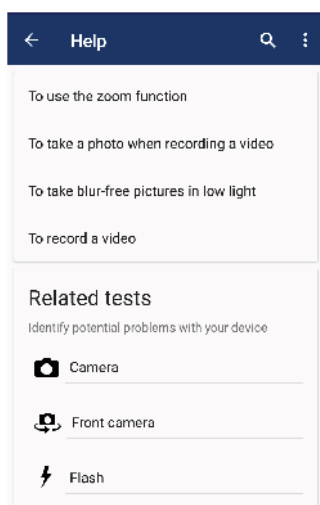 Help
To use the zoom function
To take a photo when recording a video
To take blur-free pictures in low light
To record a video
Related tests
Identify potential problems with your device
Camera
Front camera
Flash